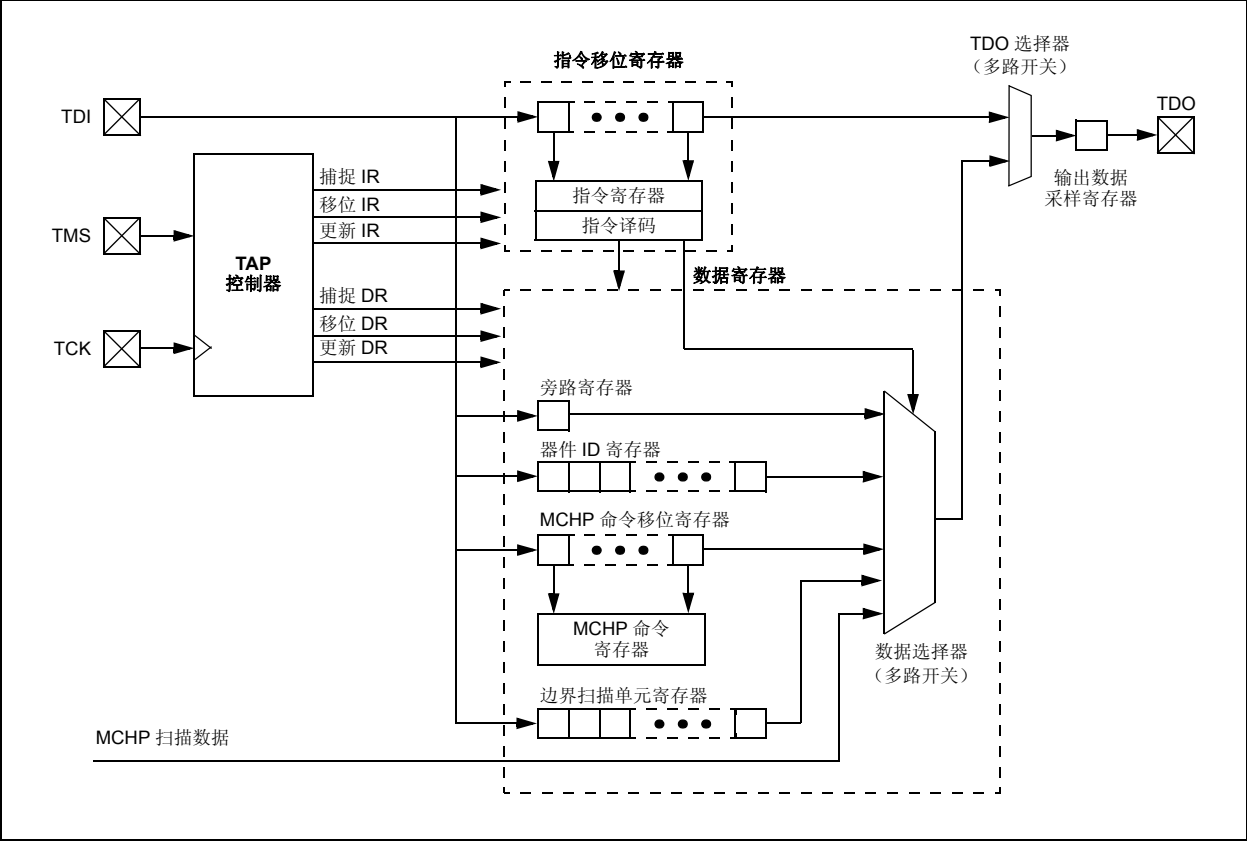 指令移位寄存器
TDO 选择器
（多路开关）
TDI
TDO
捕捉 IR
移位 IR
更新 IR
指令寄存器
指令译码
输出数据
采样寄存器
TMS
TAP
控制器
数据寄存器
捕捉 DR
移位 DR
更新 DR
TCK
旁路寄存器
器件 ID 寄存器
MCHP 命令移位寄存器
MCHP 命令
寄存器
数据选择器
（多路开关）
边界扫描单元寄存器
MCHP 扫描数据